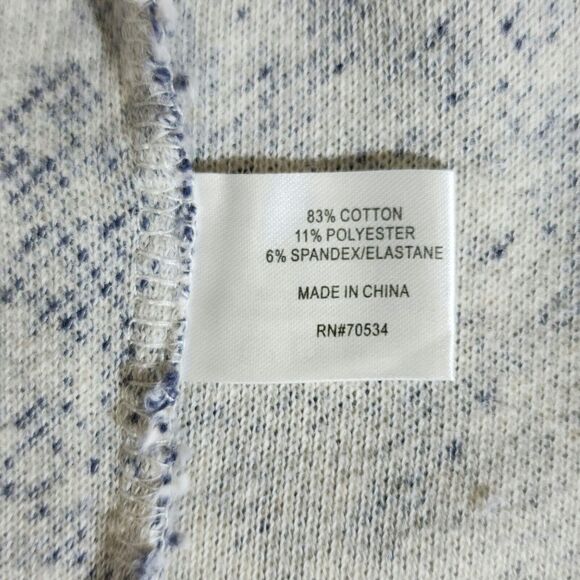 83% COTTON
11% POLYESTER
6% SPANDEX/ELASTANE
MADE IN CHINA
RN#70534